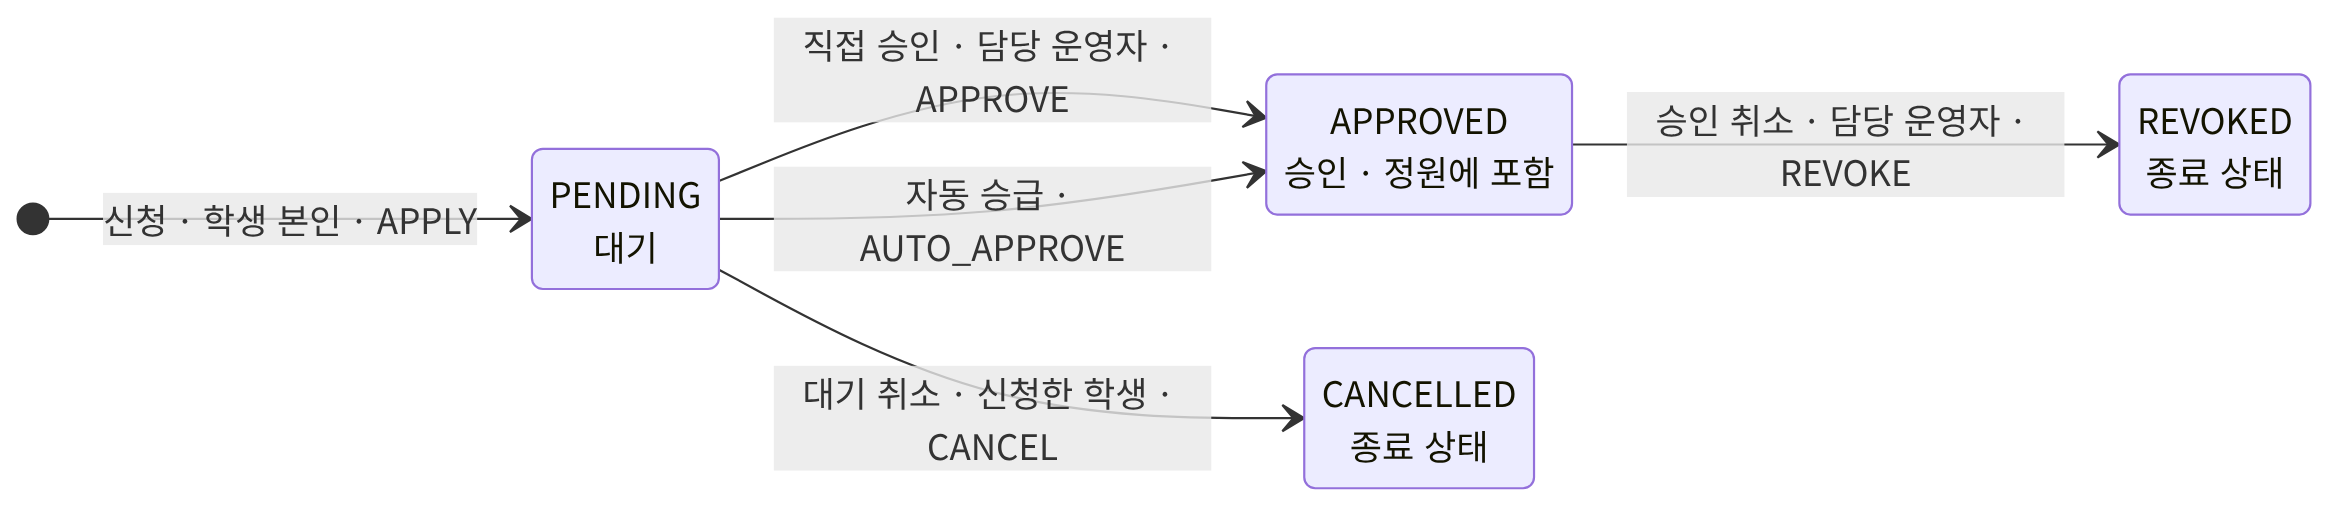 신청 · 학생 본인 · APPLY
PENDING
대기
직접 승인 · 담당 운영자 ·
APPROVE
자동 승급 ·
AUTO_APPROVE
대기 취소 · 신청한 학생 ·
CANCEL
APPROVED
승인 · 정원에 포함
CANCELLED
종료 상태
승인 취소 · 담당 운영자 ·
REVOKE
REVOKED
종료 상태